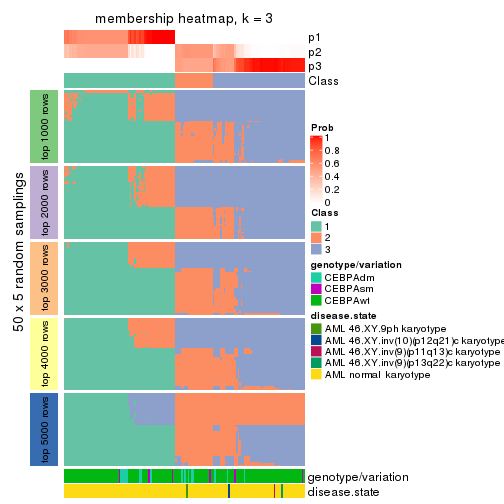 membership heatmap, k = 3
p1
p2
p3
Class
50 x 5 random samplings
top 1000 rows
top 2000 rows
top 3000 rows
top 4000 rows
top 5000 rows
Prob
1
0.8
0.6
0.4
0.2
0
Class
1
2
3
genotype/variation
CEBPAdm
CEBPAsm
CEBPAwt
disease.state
AML 46.XY.9ph karyotype
AML 46.XY.inv(10)(p12q21)c karyotype
AML 46.XY.inv(9)(p11q13)c karyotype
AML 46.XY.inv(9)(p13q22)c karyotype
AML normal karyotype
genotype/variation
disease.state